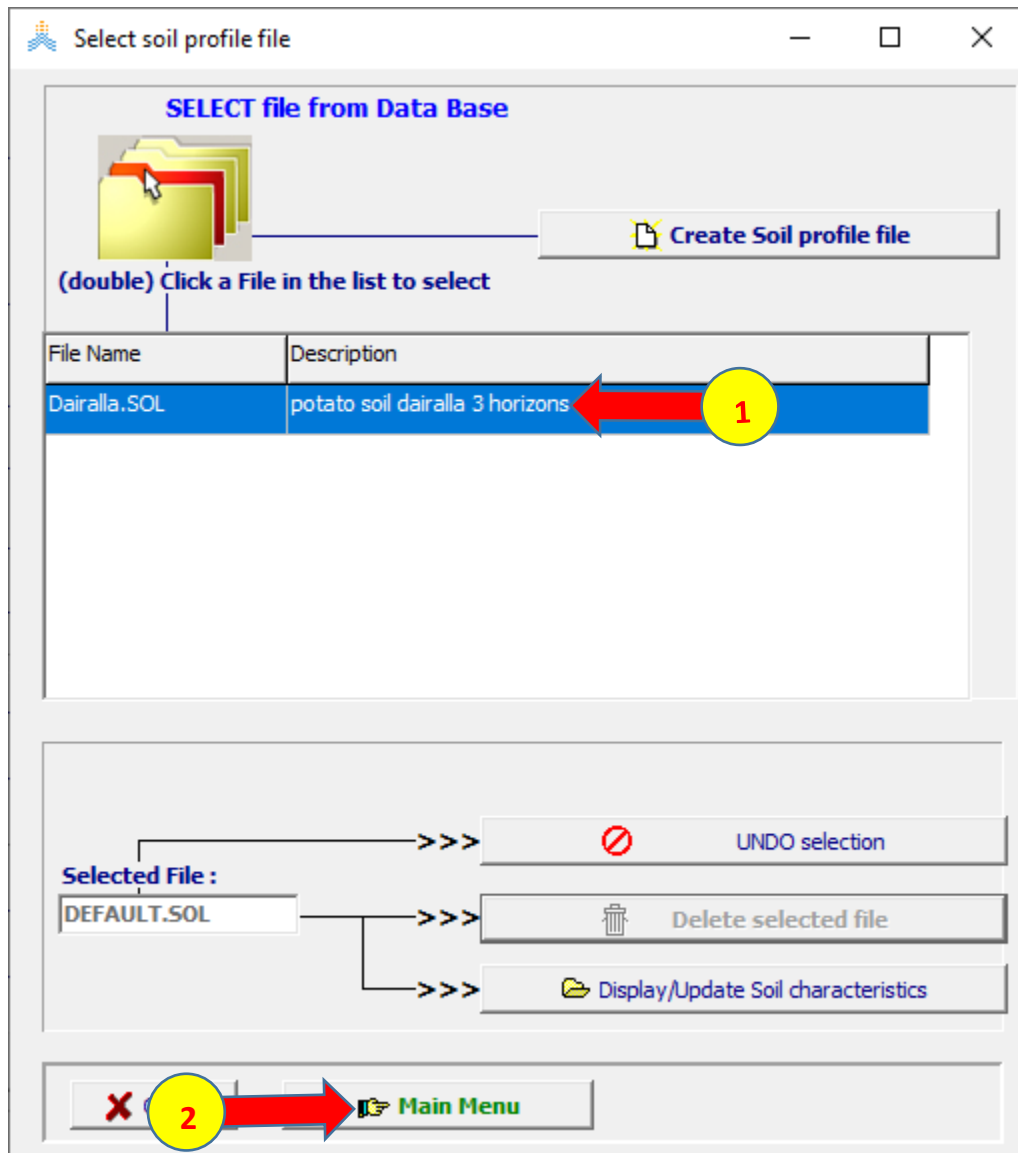 Select soil profile file
SELECT file from Data Base
Create Soil profile file
(double) Click a File in the list to select
File Name Description
Dairalla.SOL potato soil dairalla 3 horizons
1
>>> UNDO selection
Selected File :
DEFAULT.SOL
>>> Delete selected file
>>> Display/Update Soil characteristics
2
Main Menu